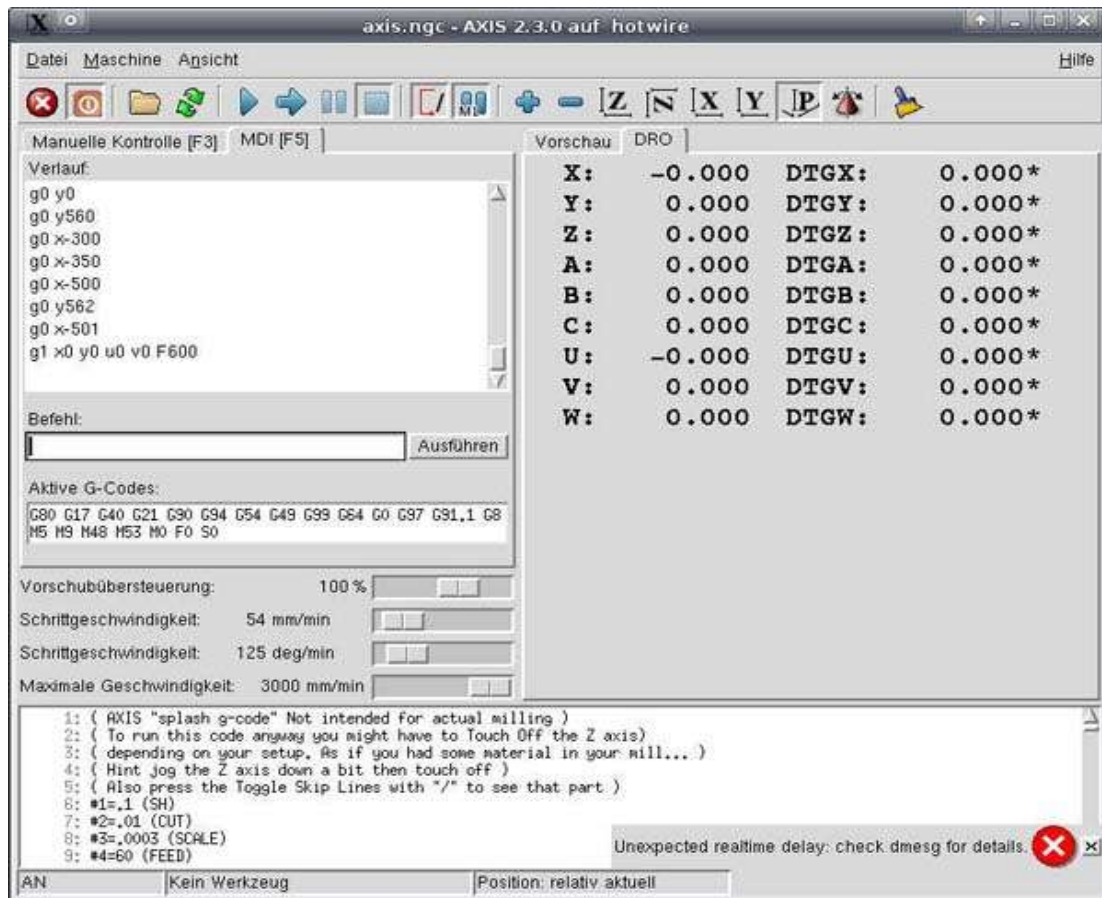 axis.ngc - AXIS 2.3.0 auf hotwire
Datei Maschine Ansicht Hilfe
Z N X Y P
Manuelle Kontrolle [F3] MDI [F5]
Vorschau DRO
Verlauf:
g0 y0
g0 y560
g0 x-300
g0 x-350
g0 x-500
g0 y562
g0 x-501
g1 x0 y0 u0 v0 F600
Befehl:
Ausführen
Aktive G-Codes:
G80 G17 G40 G21 G90 G94 G54 G49 G99 G64 G0 G97 G91.1 G8
M5 M9 M48 M53 M0 F0 S0
X: -0.000 DTGX: 0.000*
Y: 0.000 DTGY: 0.000*
Z: 0.000 DTGZ: 0.000*
A: 0.000 DTGA: 0.000*
B: 0.000 DTGB: 0.000*
C: 0.000 DTGC: 0.000*
U: -0.000 DTGU: 0.000*
V: 0.000 DTGV: 0.000*
W: 0.000 DTGW: 0.000*
Vorschubübersteuerung: 100 %
Schrittgeschwindigkeit: 54 mm/min
Schrittgeschwindigkeit: 125 deg/min
Maximale Geschwindigkeit: 3000 mm/min
1: ( AXIS "splash g-code" Not intended for actual milling )
2: ( To run this code anyway you might have to Touch Off the Z axis)
3: ( depending on your setup. As if you had some material in your mill... )
4: ( Hint jog the Z axis down a bit then touch off )
5: ( Also press the Toggle Skip Lines with "/" to see that part )
6: #1=.1 (SH)
7: #2=.01 (CUT)
8: #3=.0003 (SCALE)
9: #4=60 (FEED)
Unexpected realtime delay: check dmesg for details.
AN Kein Werkzeug Position: relativ aktuell